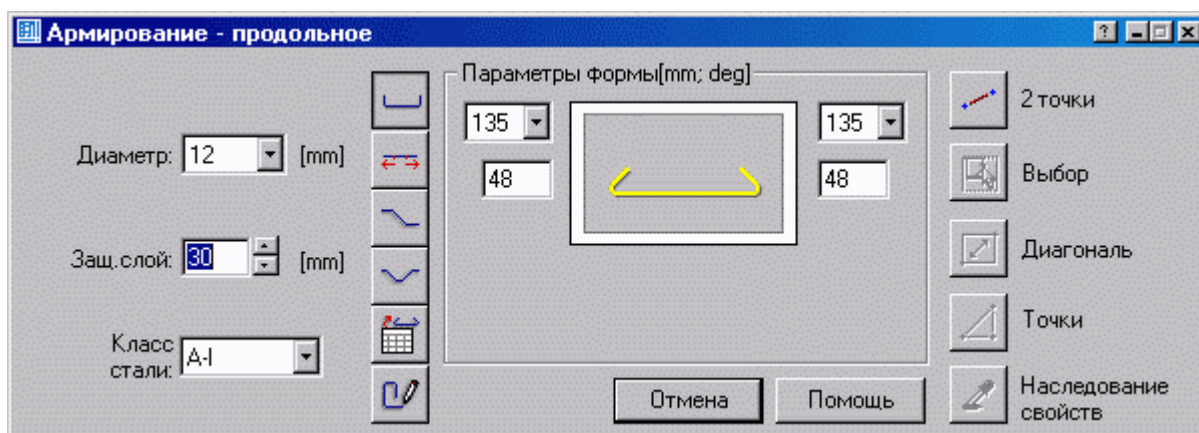 Армирование - продольное
Диаметр: 12 [mm]
Защ.слой: 30 [mm]
Класс стали: A-I
Параметры формы[mm; deg]
135 135
48 48
2 точки
Выбор
Диагональ
Точки
Наследование
свойств
Отмена Помощь